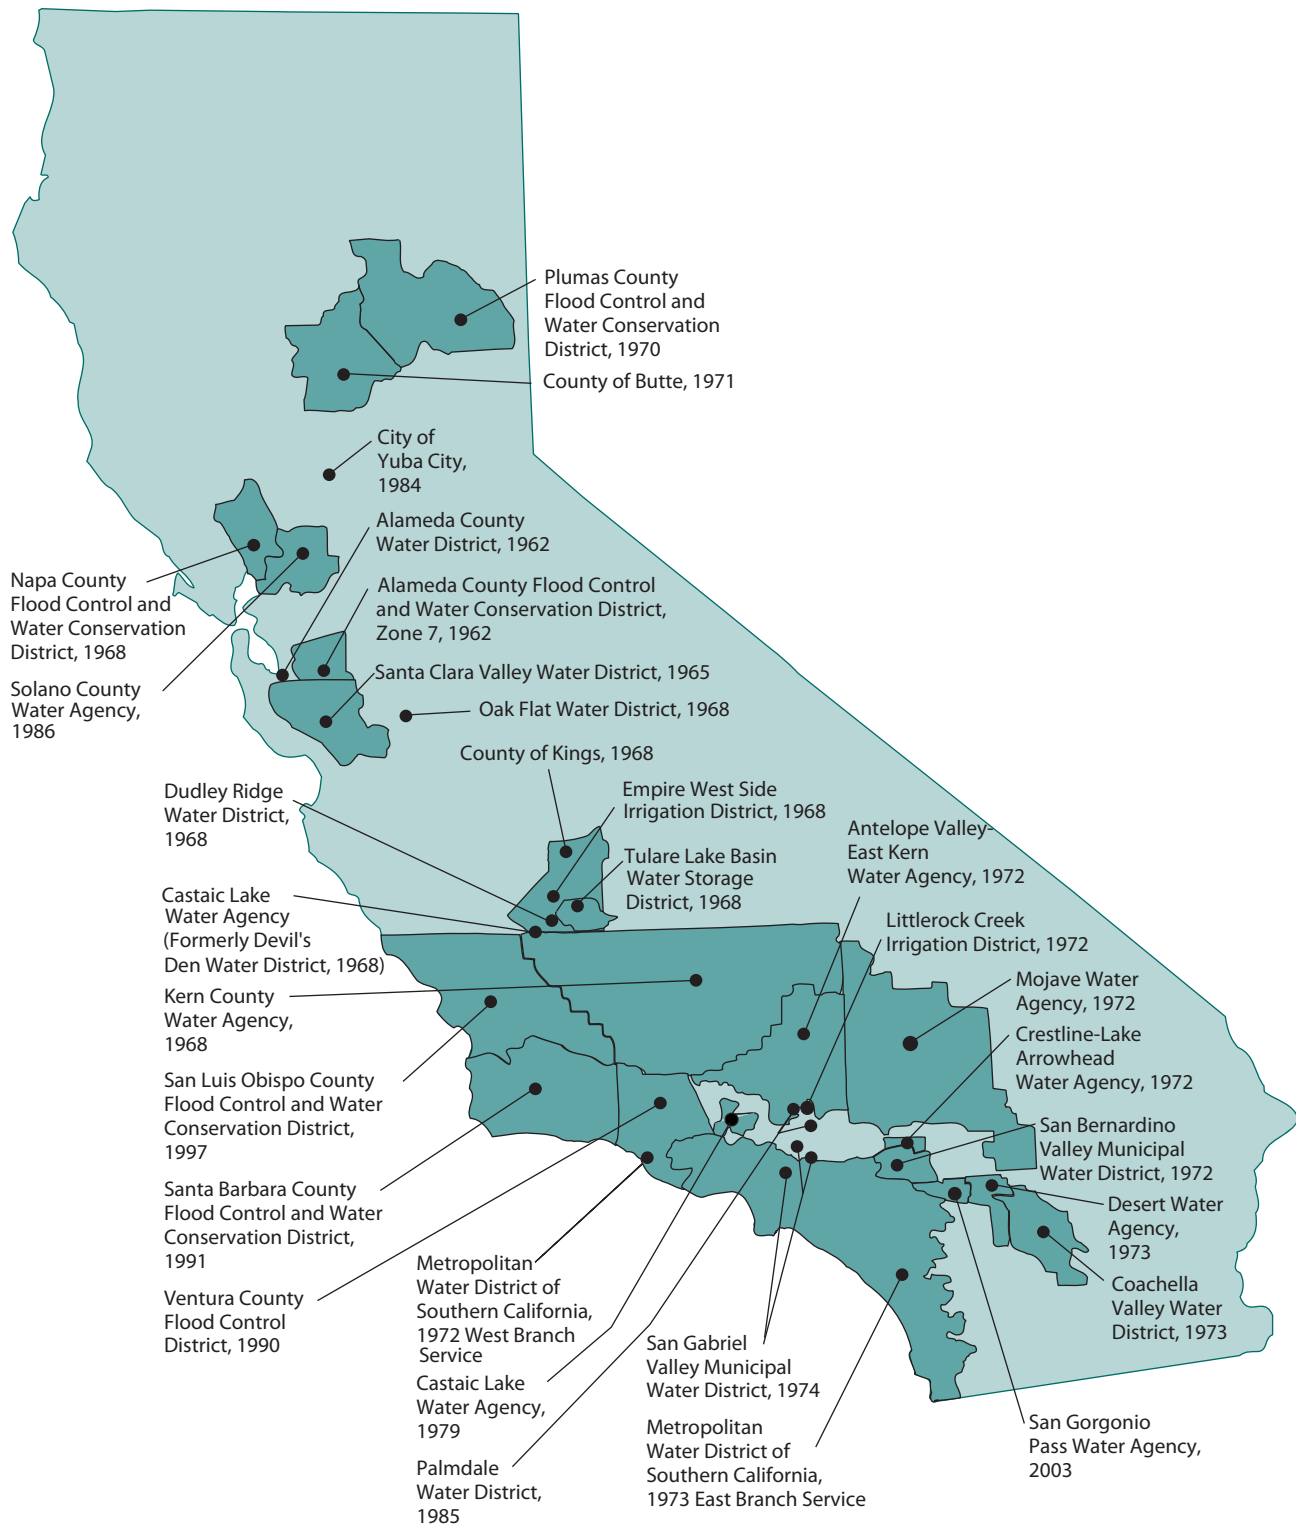 Plumas County
Flood Control and
Water Conservation
District, 1970
County of Butte, 1971
City of
Yuba City,
1984
Alameda County
Water District, 1962
Napa County
Flood Control and
Water Conservation
District, 1968
Alameda County Flood Control
and Water Conservation District,
Zone 7, 1962
Santa Clara Valley Water District, 1965
Solano County
Water Agency,
1986
Oak Flat Water District, 1968
County of Kings, 1968
Dudley Ridge
Water District,
1968
Empire West Side
Irrigation District, 1968
Antelope Valley-
East Kern
Water Agency, 1972
Tulare Lake Basin
Water Storage
District, 1968
Castaic Lake
Water Agency
(Formerly Devil's
Den Water District, 1968)
Littlerock Creek
Irrigation District, 1972
Kern County
Water Agency,
1968
Mojave Water
Agency, 1972
Crestline-Lake
Arrowhead
Water Agency, 1972
San Luis Obispo County
Flood Control and Water
Conservation District,
1997
San Bernardino
Valley Municipal
Water District, 1972
Santa Barbara County
Flood Control and Water
Conservation District,
1991
Desert Water
Agency,
1973
Metropolitan
Water District of
Southern California,
1972 West Branch
Service
Coachella
Valley Water
District, 1973
Ventura County
Flood Control
District, 1990
San Gabriel
Valley Municipal
Water District, 1974
Castaic Lake
Water Agency,
1979
Metropolitan
Water District of
Southern California,
1973 East Branch Service
San Gorgonio
Pass Water Agency,
2003
Palmdale
Water District,
1985